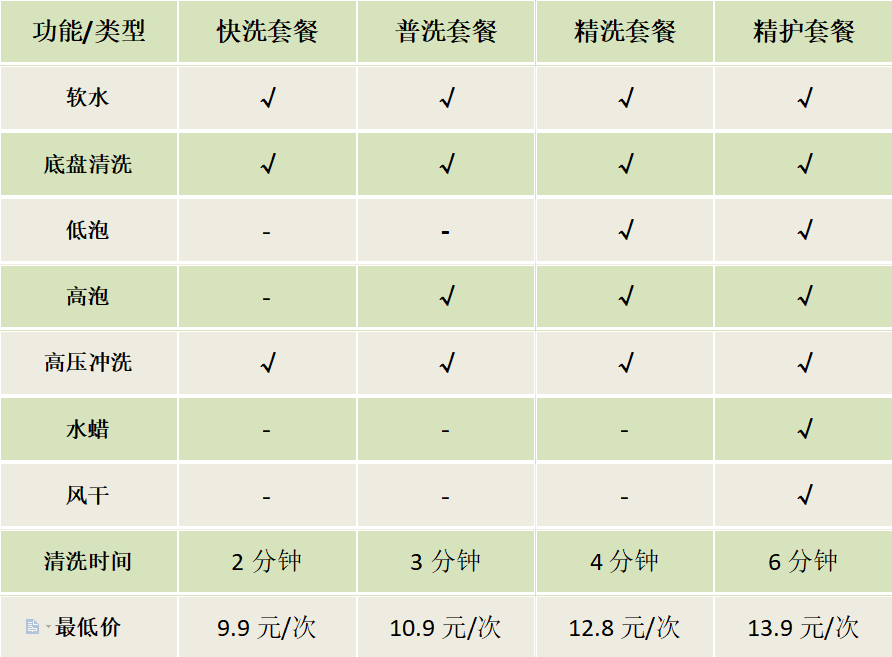 功能/类型 快洗套餐 普洗套餐 精洗套餐 精护套餐
软水 √ √ √ √
底盘清洗 √ √ √ √
低泡 - - √ √
高泡 - √ √ √
高压冲洗 √ √ √ √
水蜡 - - - √
风干 - - - √
清洗时间 2 分钟 3 分钟 4 分钟 6 分钟
最低价 9.9 元/次 10.9 元/次 12.8 元/次 13.9 元/次